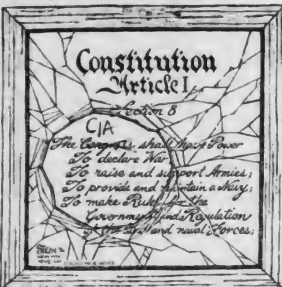 Constitution
Article I
Section 8
CIA
The Congress shall have Power
To declare War
To raise and support Armies;
To provide and maintain a Navy;
To make Rules for the
Government and Regulation
of the land and naval Forces;